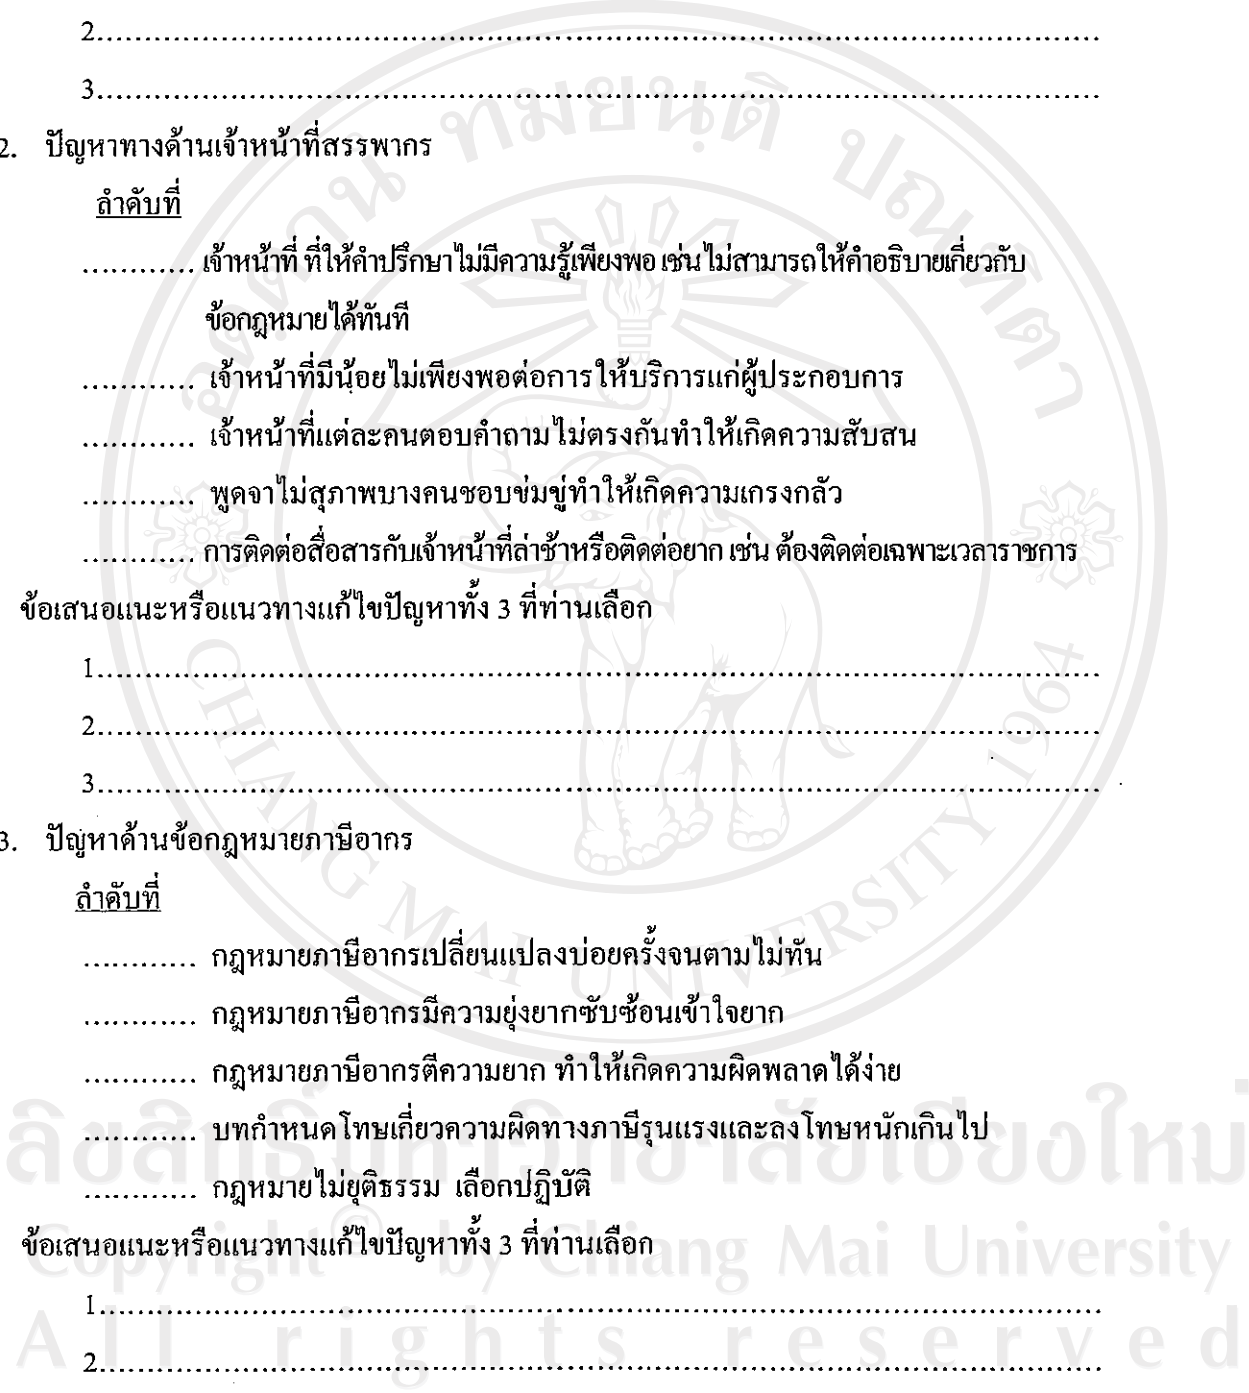 2....................................................................................................
3....................................................................................................
2. ปัญหาทางด้านเจ้าหน้าที่สรรพากร
ลำดับที่
............ เจ้าหน้าที่ ที่ให้คำปรึกษาไม่มีความรู้เพียงพอ เช่น ไม่สามารถให้คำอธิบายเกี่ยวกับ
ข้อกฎหมายได้ทันที
............ เจ้าหน้าที่มีน้อยไม่เพียงพอต่อการให้บริการแก่ผู้ประกอบการ
............ เจ้าหน้าที่แต่ละคนตอบคำถามไม่ตรงกันทำให้เกิดความสับสน
............ พูดจาไม่สุภาพบางคนชอบข่มขู่ทำให้เกิดความเกรงกลัว
............ การติดต่อสื่อสารกับเจ้าหน้าที่ล่าช้าหรือติดต่อยาก เช่น ต้องติดต่อเฉพาะเวลาราชการ
ข้อเสนอแนะหรือแนวทางแก้ไขปัญหาทั้ง 3 ที่ท่านเลือก
1....................................................................................................
2....................................................................................................
3....................................................................................................
3. ปัญหาด้านข้อกฎหมายภาษีอากร
ลำดับที่
............ กฎหมายภาษีอากรเปลี่ยนแปลงบ่อยครั้งจนตามไม่ทัน
............ กฎหมายภาษีอากรมีความยุ่งยากซับซ้อนเข้าใจยาก
............ กฎหมายภาษีอากรตีความยาก ทำให้เกิดความผิดพลาดได้ง่าย
............ บทกำหนดโทษเกี่ยวความผิดทางภาษีรุนแรงและลงโทษหนักเกินไป
............ กฎหมายไม่ยุติธรรม เลือกปฏิบัติ
ข้อเสนอแนะหรือแนวทางแก้ไขปัญหาทั้ง 3 ที่ท่านเลือก
1....................................................................................................
2....................................................................................................
อตฺตานํ ทมยนฺติ ปณฺฑิตา
CHIANG MAI UNIVERSITY 1964
ลิขสิทธิ์มหาวิทยาลัยเชียงใหม่
Copyright © by Chiang Mai University
All rights reserved